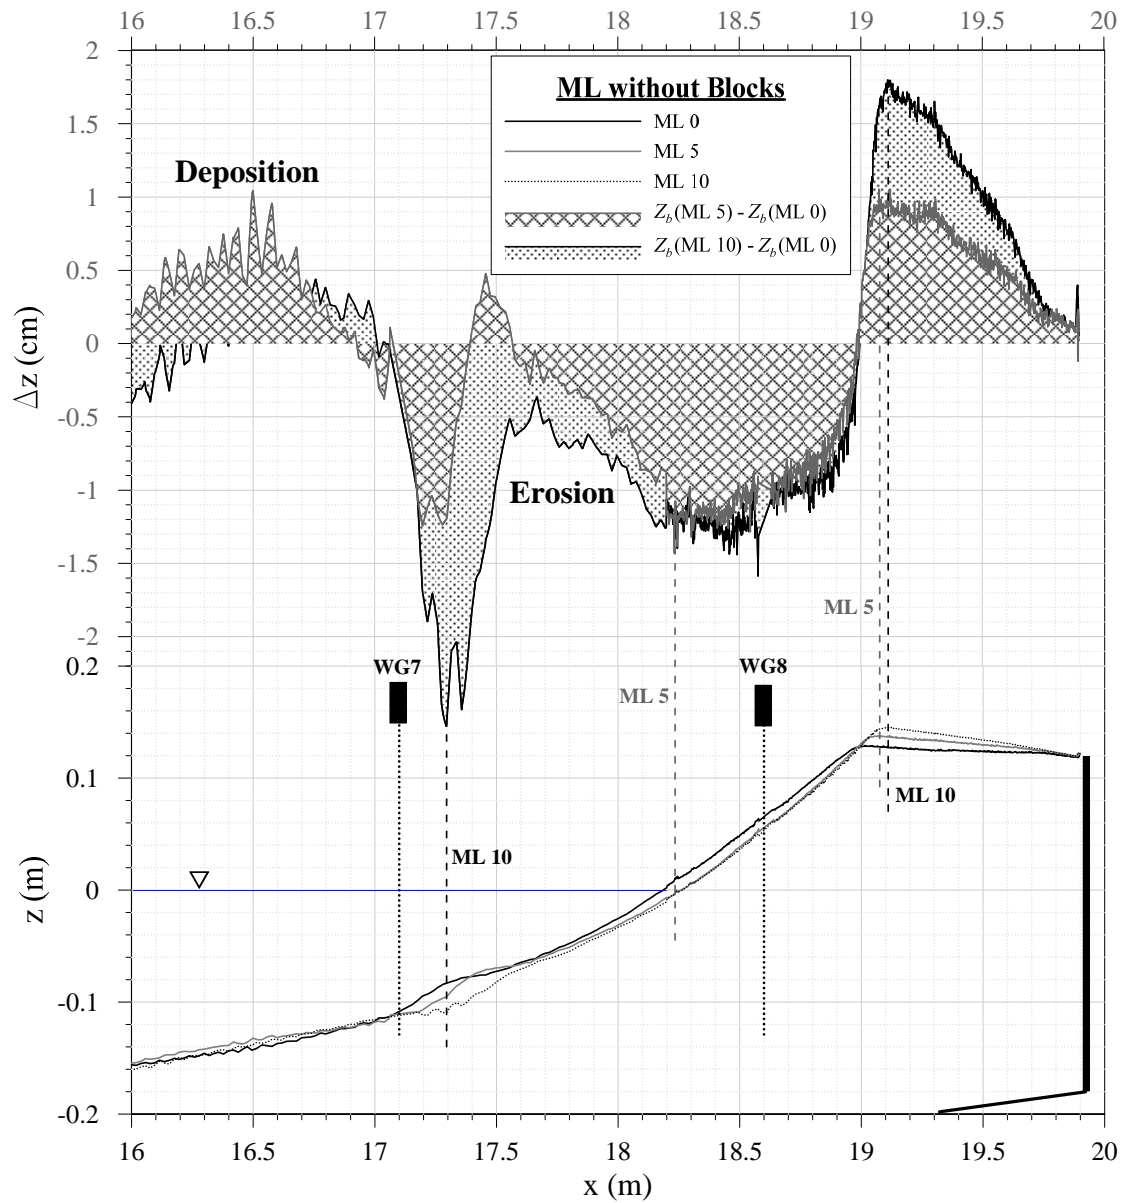 16 16.5 17 17.5 18 18.5 19 19.5 20
2
ML without Blocks
ML 0
1.5
ML 5
Deposition
ML 10
1
Z_b(ML 5) - Z_b(ML 0)
Z_b(ML 10) - Z_b(ML 0)
0.5
0
Δz (cm)
-0.5
Erosion
-1
-1.5
ML 5
-2
0.2
WG7
WG8
ML 5
0.1
ML 10
ML 10
0
z (m)
-0.1
-0.2
16 16.5 17 17.5 18 18.5 19 19.5 20
x (m)